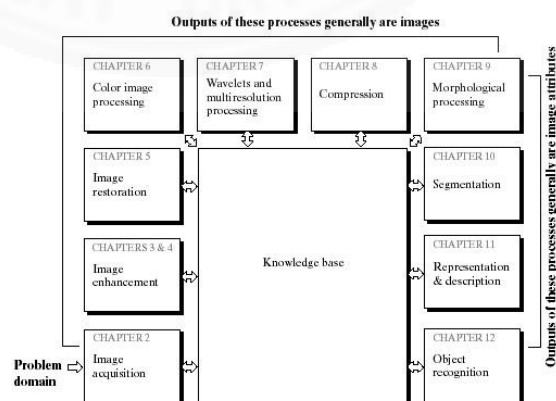 Outputs of these processes generally are images
CHAPTER 6
Color image
processing
CHAPTER 7
Wavelets and
multiresolution
processing
CHAPTER 8
Compression
CHAPTER 9
Morphological
processing
CHAPTER 5
Image
restoration
CHAPTERS 3 & 4
Image
enhancement
CHAPTER 2
Image
acquisition
Problem
domain
Knowledge base
CHAPTER 10
Segmentation
CHAPTER 11
Representation
& description
CHAPTER 12
Object
recognition
Outputs of these processes generally are image attributes